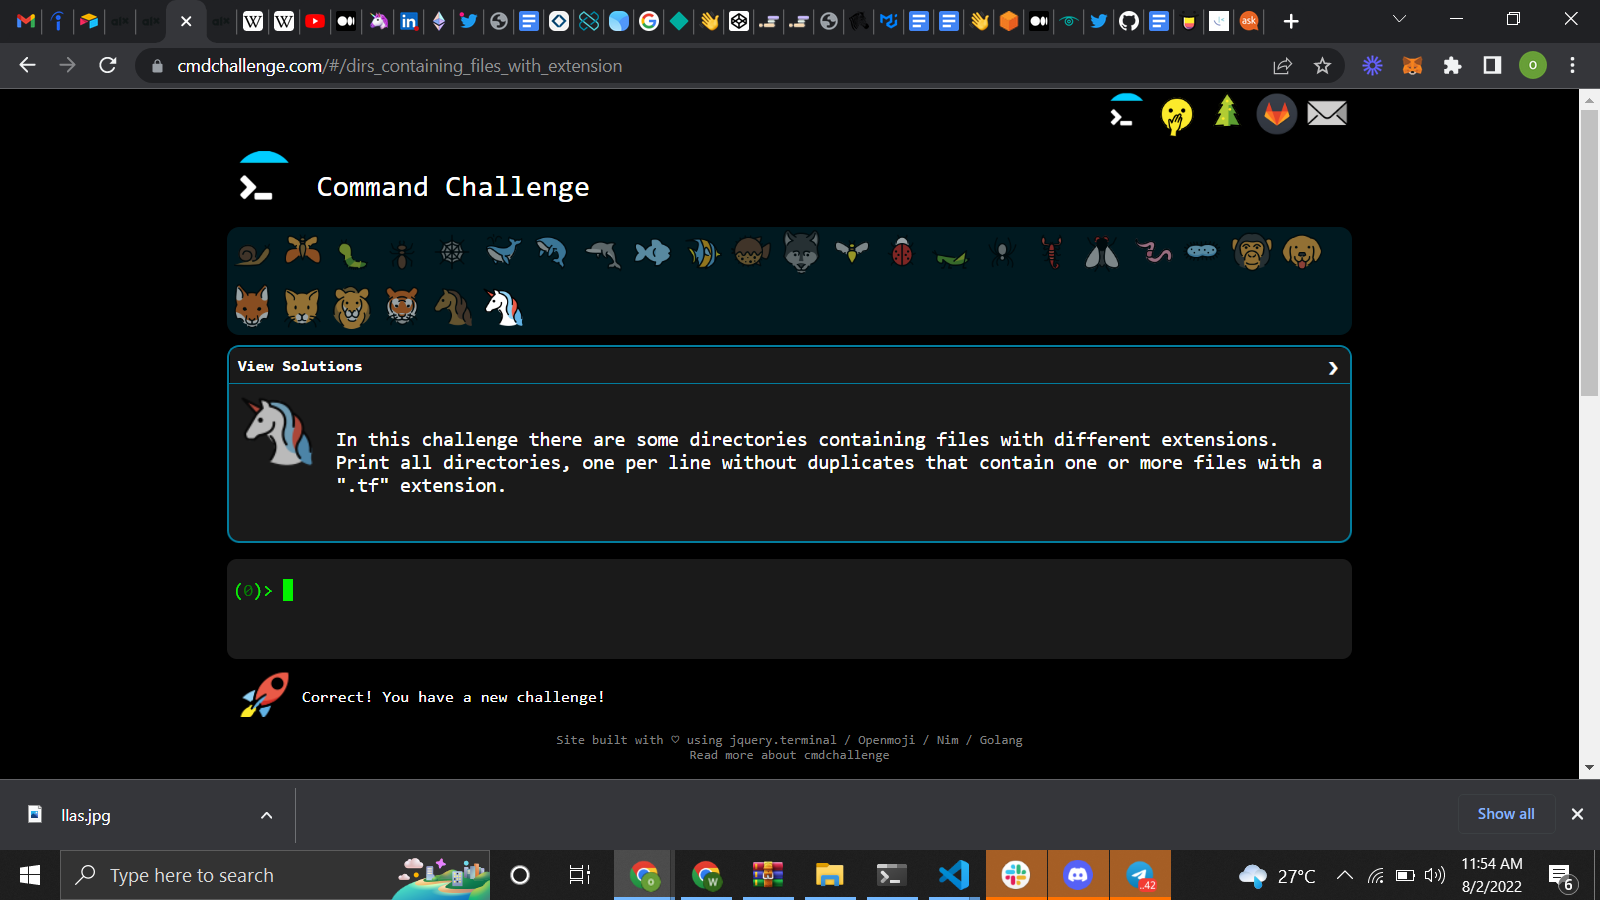 cmdchallenge.com/#/dirs_containing_files_with_extension
Command Challenge
View Solutions
In this challenge there are some directories containing files with different extensions.
Print all directories, one per line without duplicates that contain one or more files with a
".tf" extension.
(0)>
Correct! You have a new challenge!
Site built with ♡ using jquery.terminal / Openmoji / Nim / Golang
Read more about cmdchallenge
llas.jpg
Show all
Type here to search
27°C
11:54 AM
8/2/2022
6
..42